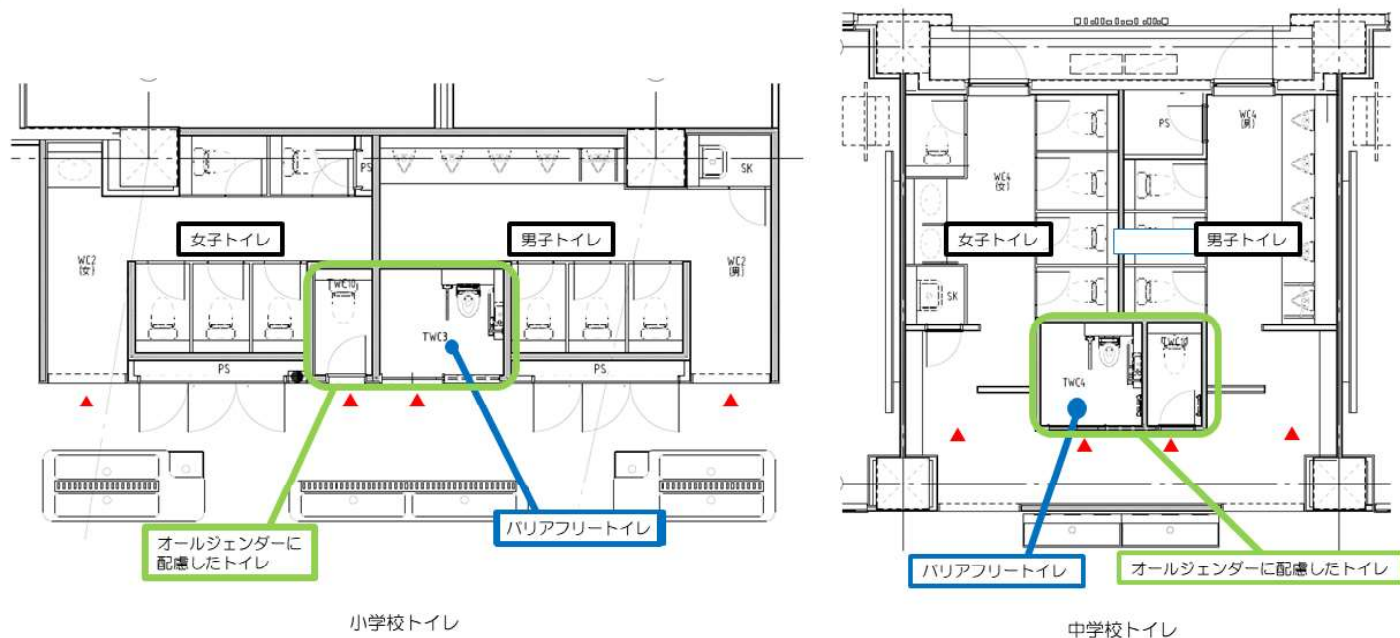 PS
SK
女子トイレ
男子トイレ
WC2
(女)
TWC10
WC2
(男)
TWC3
PS
PS
オールジェンダーに
配慮したトイレ
バリアフリートイレ
小学校トイレ
WC4
(女)
PS
WC4
(男)
女子トイレ
男子トイレ
SK
TWC4
バリアフリートイレ
オールジェンダーに配慮したトイレ
中学校トイレ